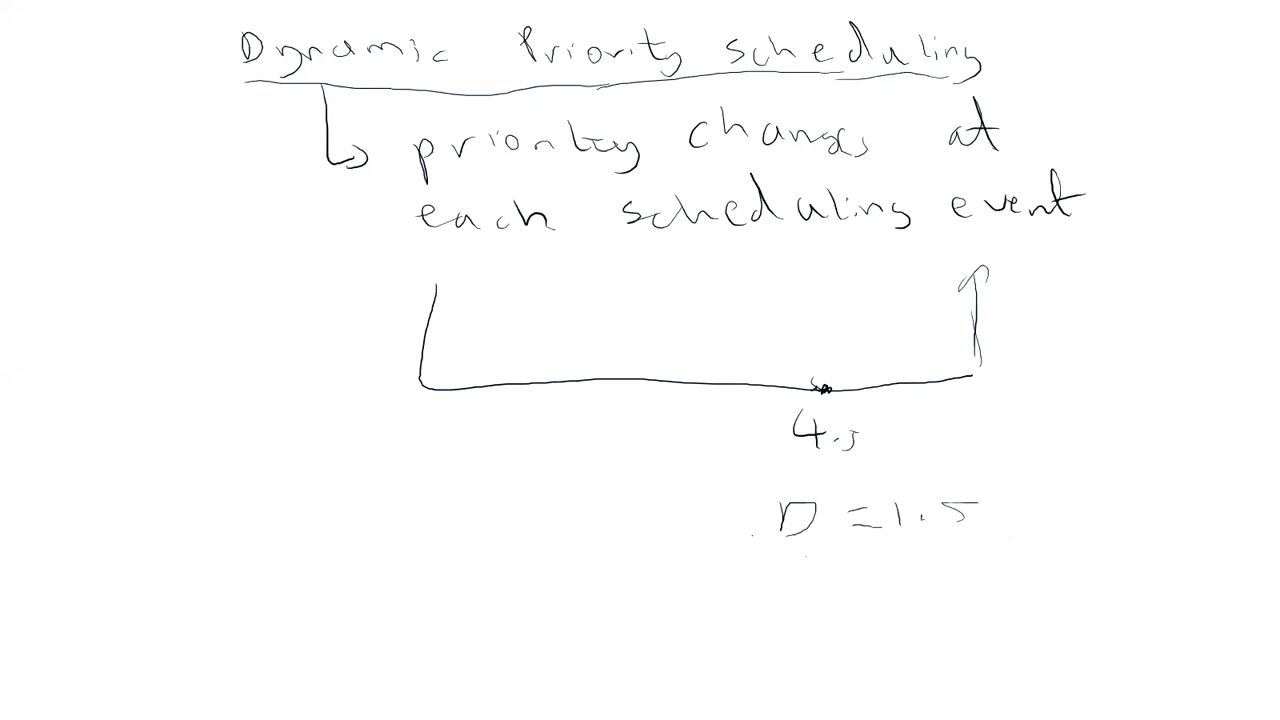 Dynamic Priority scheduling
priority changes at
each scheduling event
4.5
D = 1.5